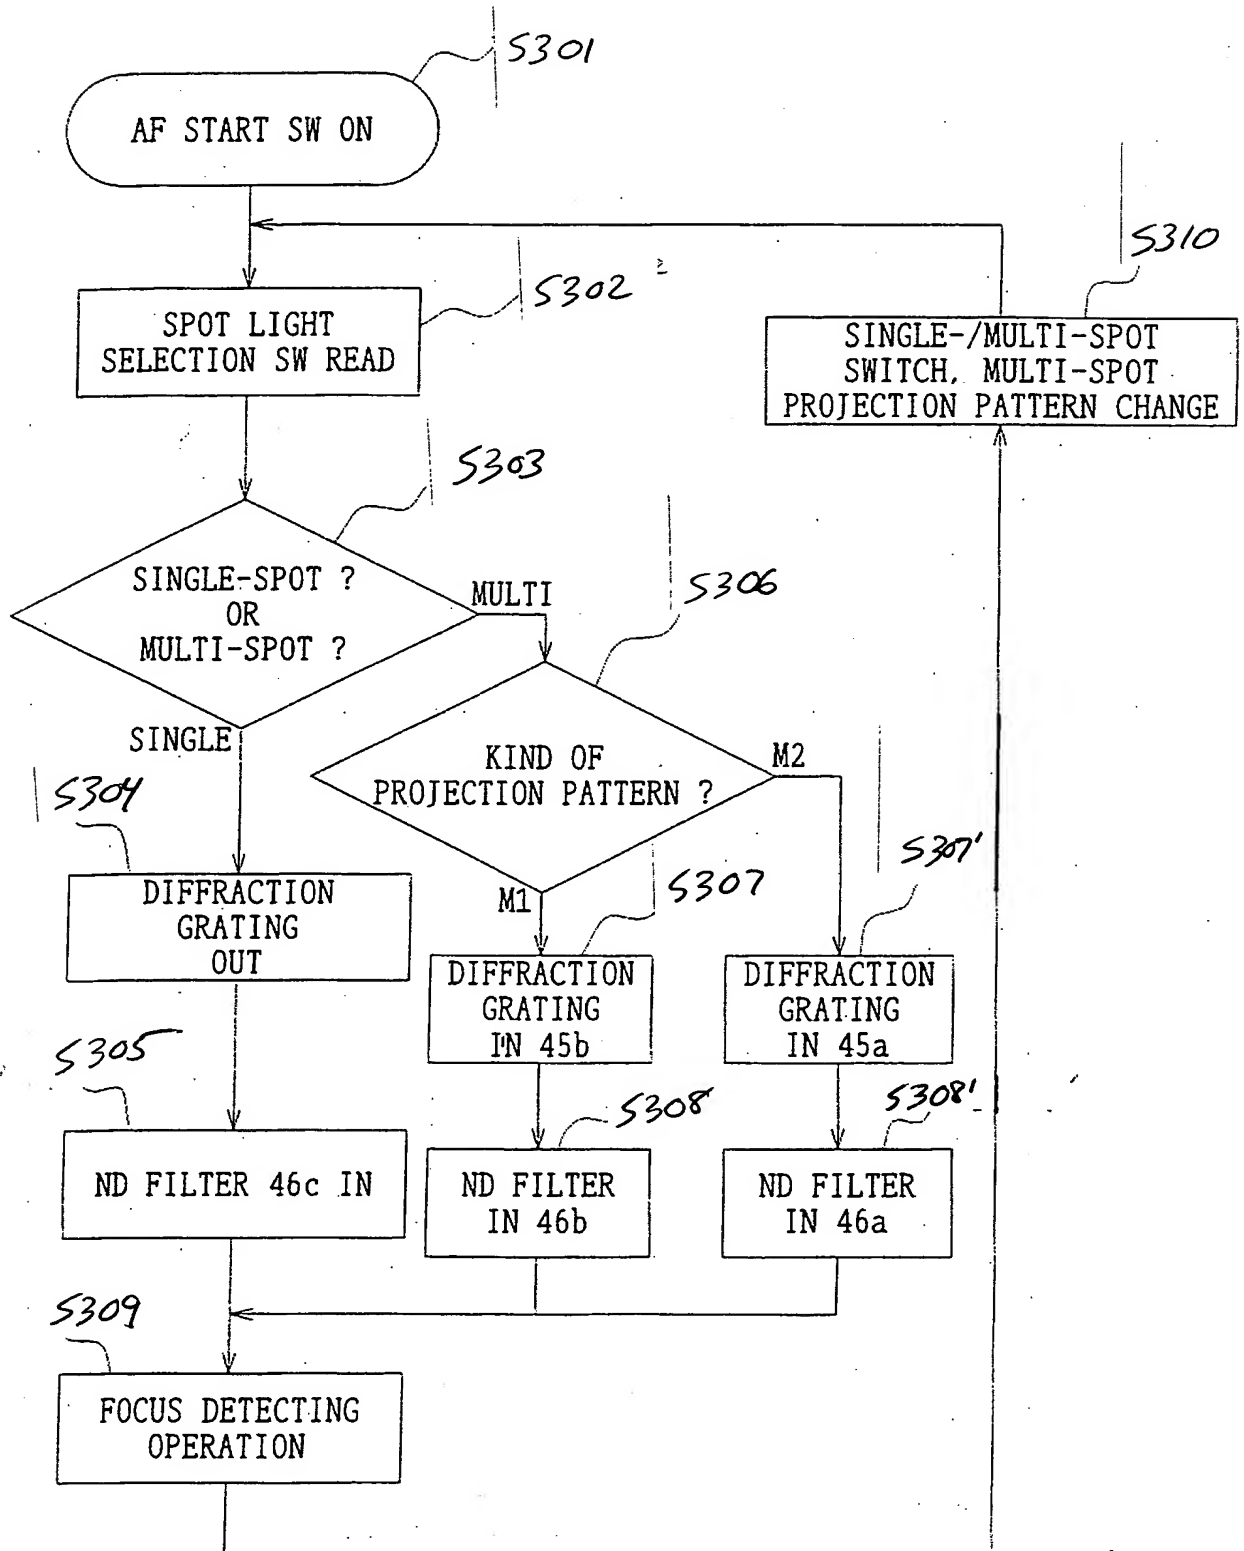 S301
AF START SW ON
S310
S302
SPOT LIGHT
SELECTION SW READ
SINGLE-/MULTI-SPOT
SWITCH, MULTI-SPOT
PROJECTION PATTERN CHANGE
S303
SINGLE-SPOT ?
OR
MULTI-SPOT ?
MULTI
S306
SINGLE
KIND OF
PROJECTION PATTERN ?
M2
S304
S307'
M1
S307
DIFFRACTION
GRATING
OUT
DIFFRACTION
GRATING
IN 45b
DIFFRACTION
GRATING
IN 45a
S305
S308
S308'
ND FILTER 46c IN
ND FILTER
IN 46b
ND FILTER
IN 46a
S309
FOCUS DETECTING
OPERATION